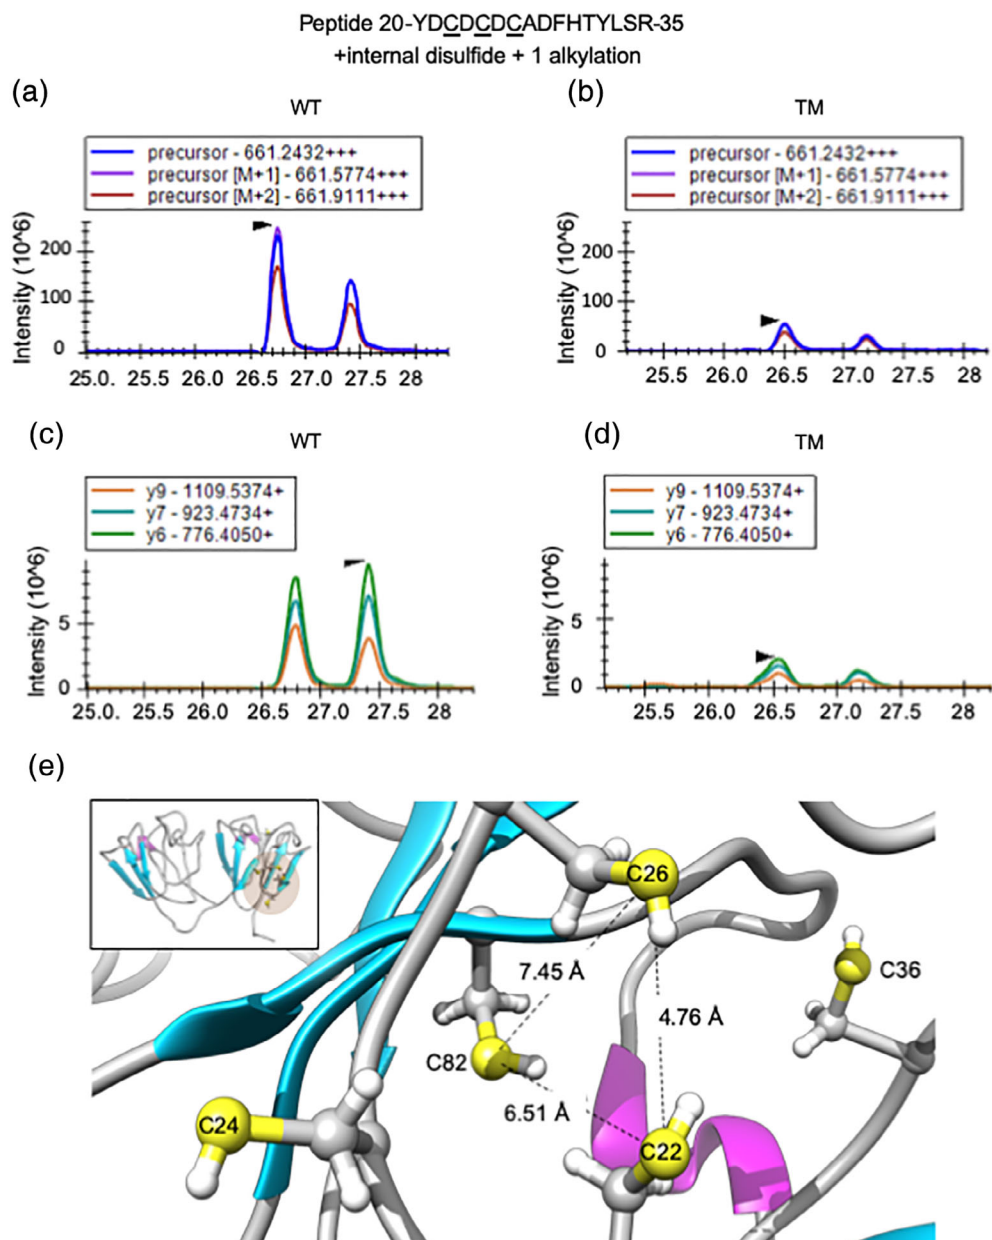 Peptide 20-YDCDCDCADFHTYLSR-35
+internal disulfide + 1 alkylation
(a)
WT
precursor - 661.2432+++
precursor [M+1] - 661.5774+++
precursor [M+2] - 661.9111+++
Intensity (10^6)
200
100
0
25.0. 25.5 26.0 26.5 27.0 27.5 28
(b)
TM
precursor - 661.2432+++
precursor [M+1] - 661.5774+++
precursor [M+2] - 661.9111+++
Intensity (10^6)
200
100
0
25.5 26.0 26.5 27.0 27.5 28
(c)
WT
y9 - 1109.5374+
y7 - 923.4734+
y6 - 776.4050+
Intensity (10^6)
5
0
25.0. 25.5 26.0 26.5 27.0 27.5 28
(d)
TM
y9 - 1109.5374+
y7 - 923.4734+
y6 - 776.4050+
Intensity (10^6)
5
0
25.5 26.0 26.5 27.0 27.5 28
(e)
C26
7.45 Å
C36
4.76 Å
C82
6.51 Å
C24
C22